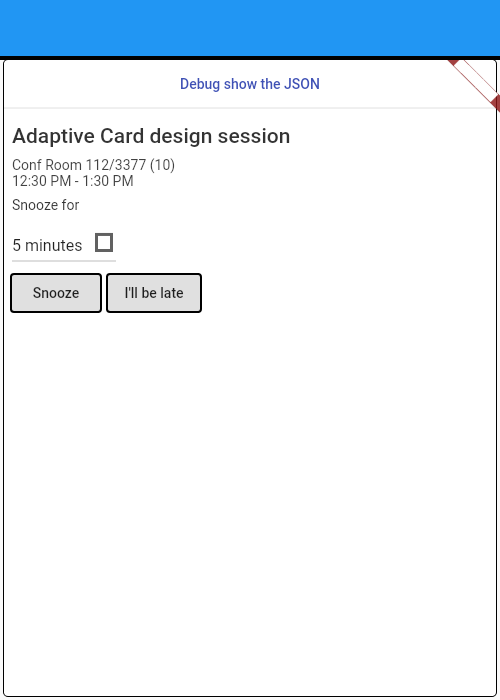 Debug show the JSON
Adaptive Card design session
Conf Room 112/3377 (10)
12:30 PM - 1:30 PM
Snooze for
5 minutes
Snooze
I'll be late